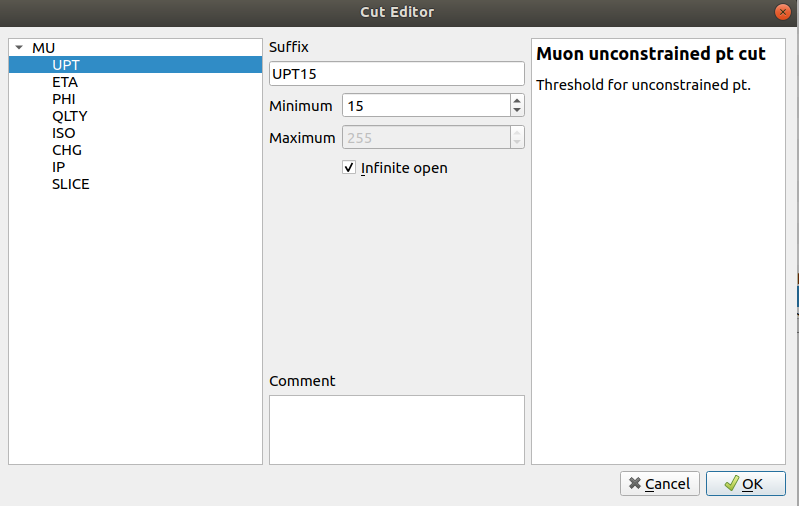 Cut Editor
MU
UPT
ETA
PHI
QLTY
ISO
CHG
IP
SLICE
Suffix
UPT15
Minimum 15
Maximum 255
Infinite open
Comment
Muon unconstrained pt cut
Threshold for unconstrained pt.
Cancel
OK